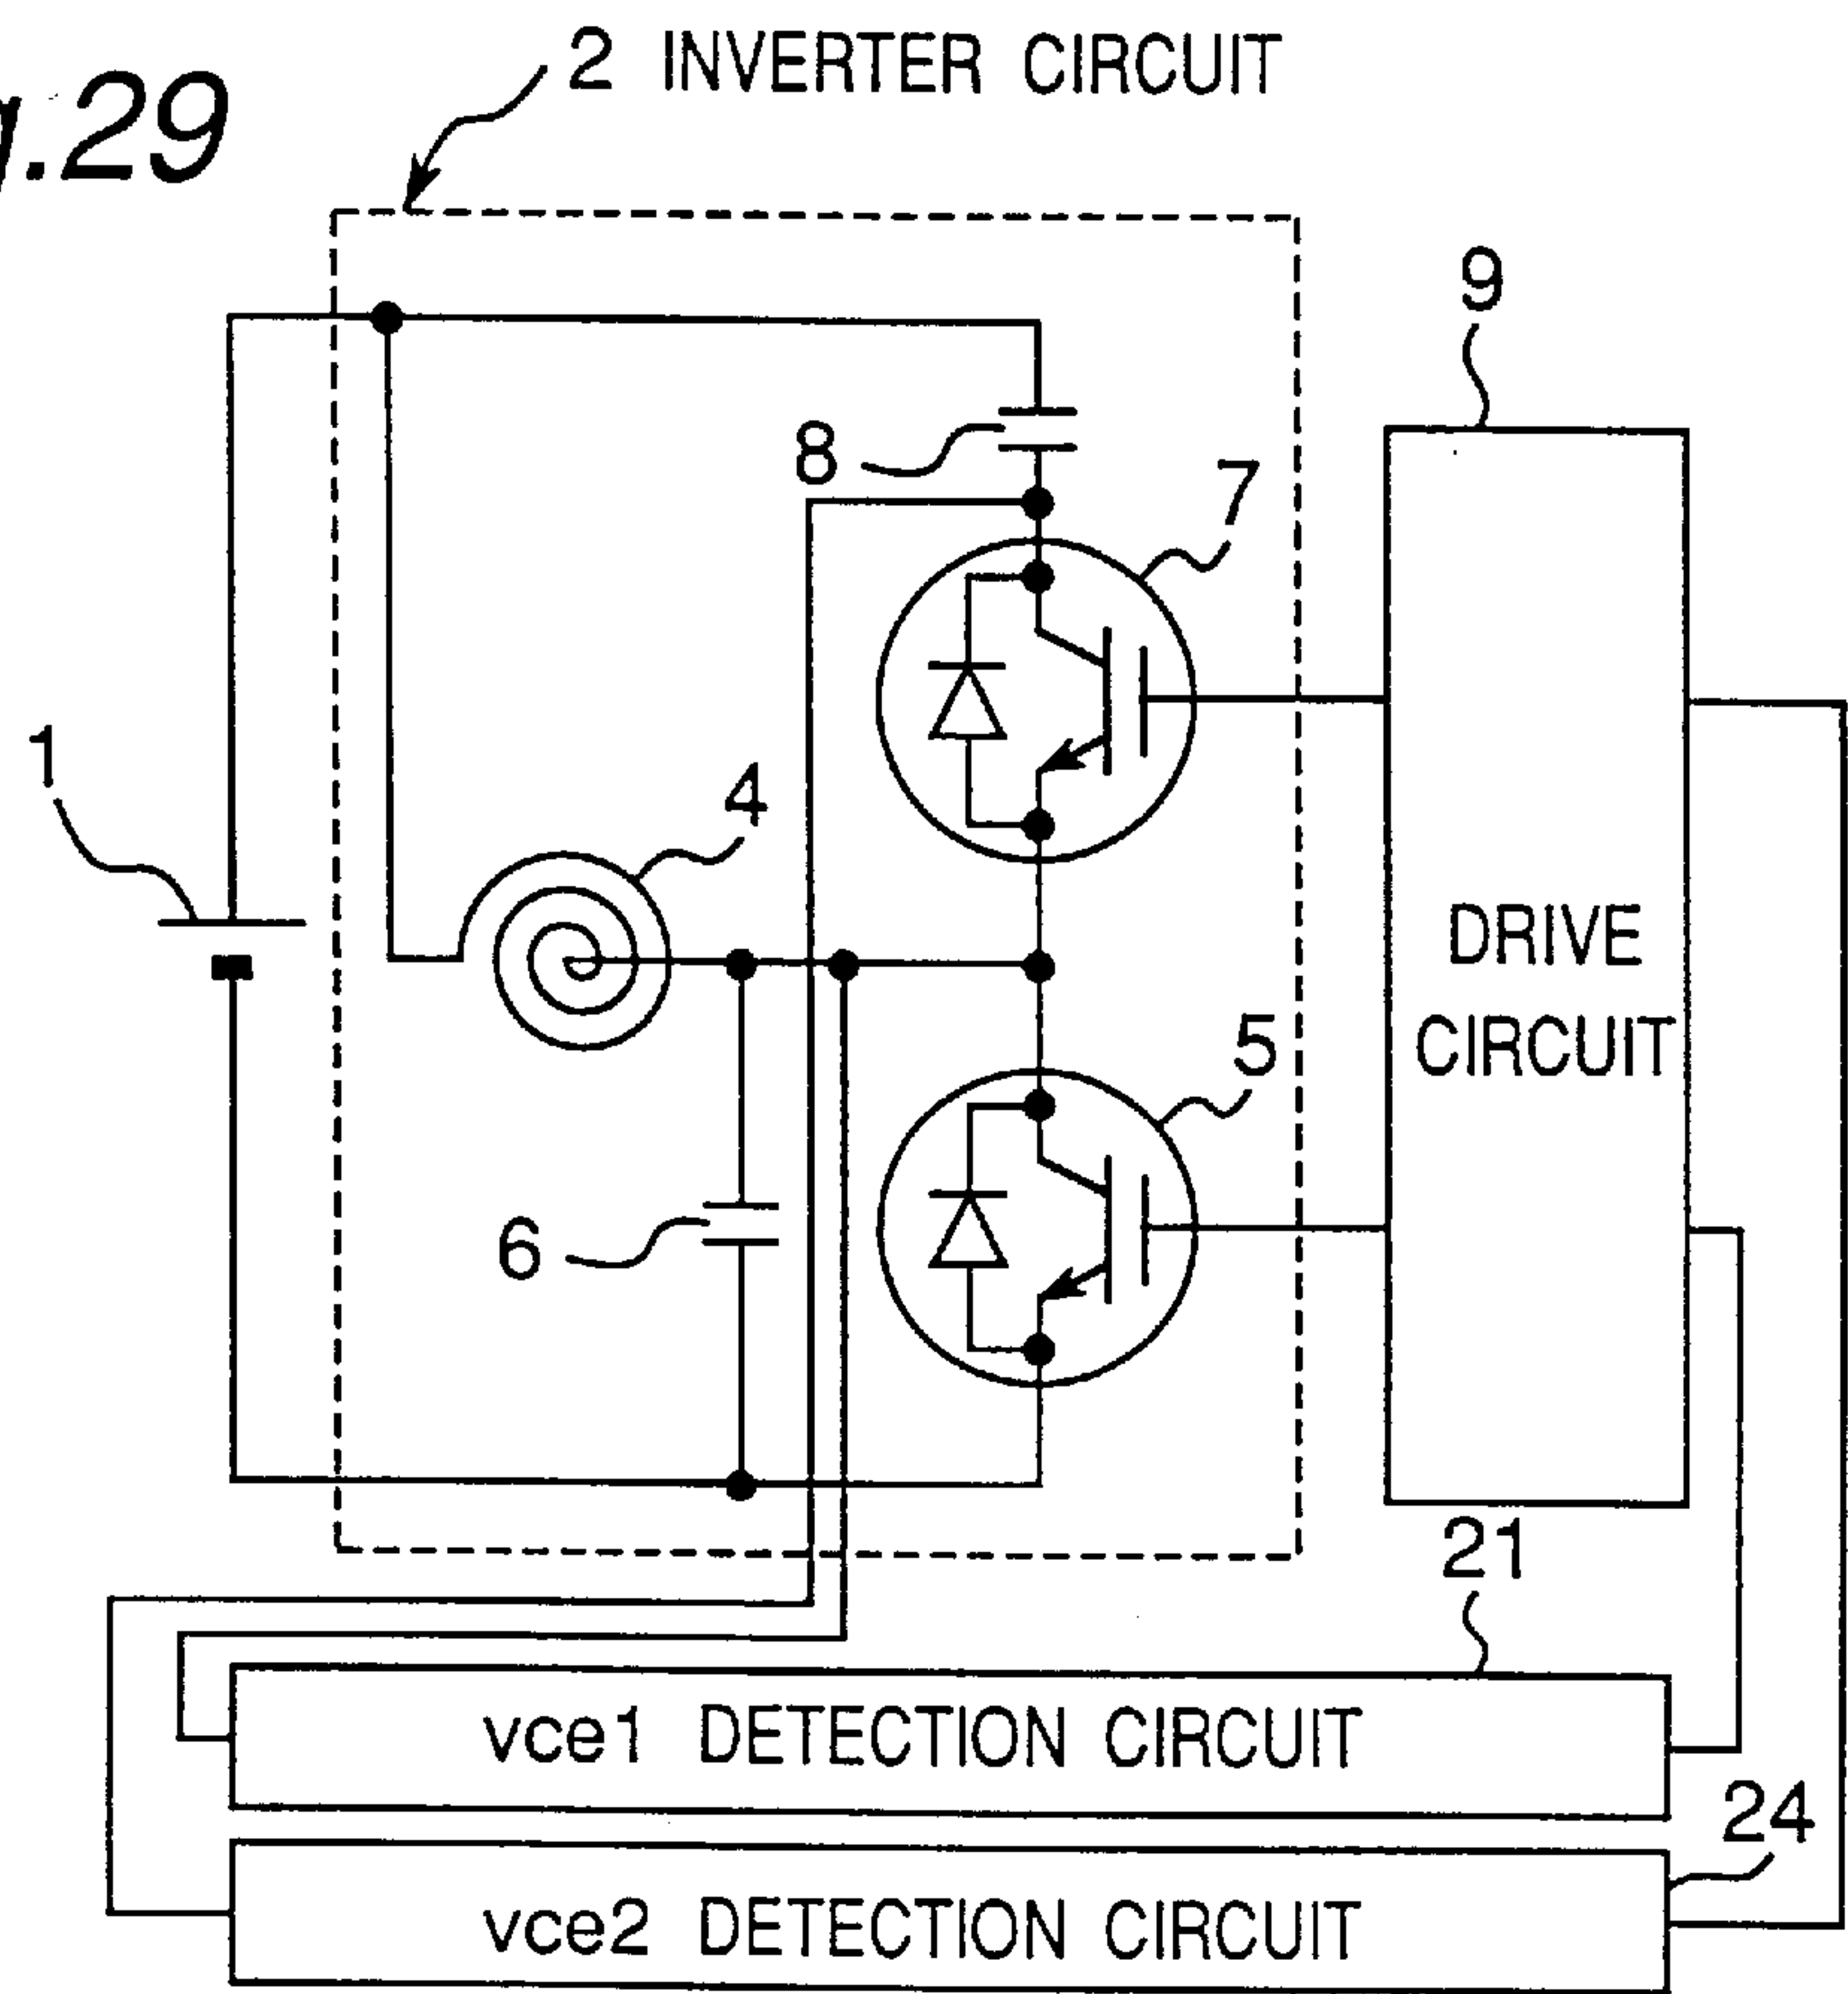 2 INVERTER CIRCUIT
g.29
9
8
7
1
4
DRIVE
CIRCUIT
5
6
21
vce1 DETECTION CIRCUIT
24
vce2 DETECTION CIRCUIT